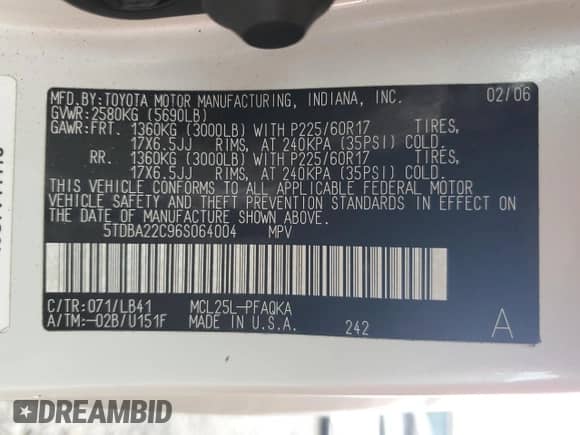 MFD.BY:TOYOTA MOTOR MANUFACTURING, INDIANA, INC. 02/06
GVWR:2580KG (5690LB)
GAWR:FRT. 1360KG (3000LB) WITH P225/60R17 TIRES,
17X6.5JJ RIMS, AT 240KPA (35PSI) COLD.
RR. 1360KG (3000LB) WITH P225/60R17 TIRES,
17X6.5JJ RIMS, AT 240KPA (35PSI) COLD.
THIS VEHICLE CONFORMS TO ALL APPLICABLE FEDERAL MOTOR
VEHICLE SAFETY AND THEFT PREVENTION STANDARDS IN EFFECT ON
THE DATE OF MANUFACTURE SHOWN ABOVE.
5TDBA22C96S064004 MPV
C/TR:071/LB41 MCL25L-PFAQKA
A/TM:-02B/U151F MADE IN U.S.A. 242 A
DREAMBID